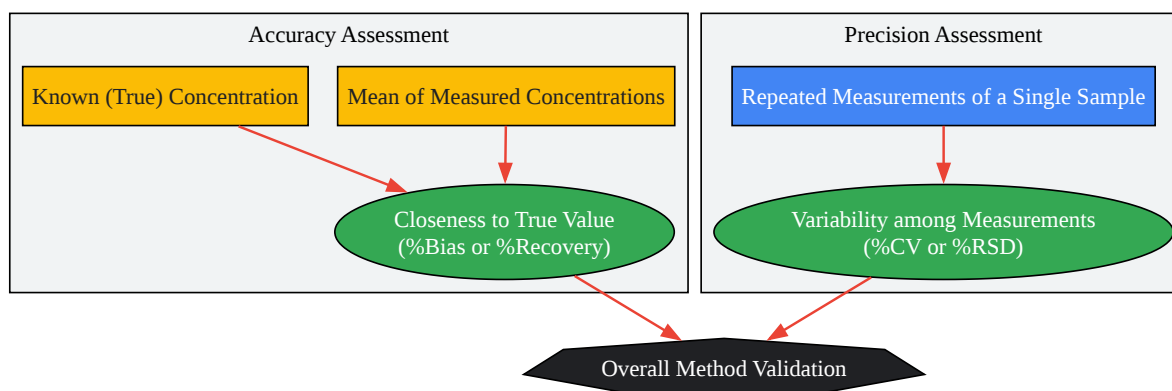 Accuracy Assessment
Precision Assessment
Known (True) Concentration
Mean of Measured Concentrations
Repeated Measurements of a Single Sample
Closeness to True Value
(%Bias or %Recovery)
Variability among Measurements
(%CV or %RSD)
Overall Method Validation